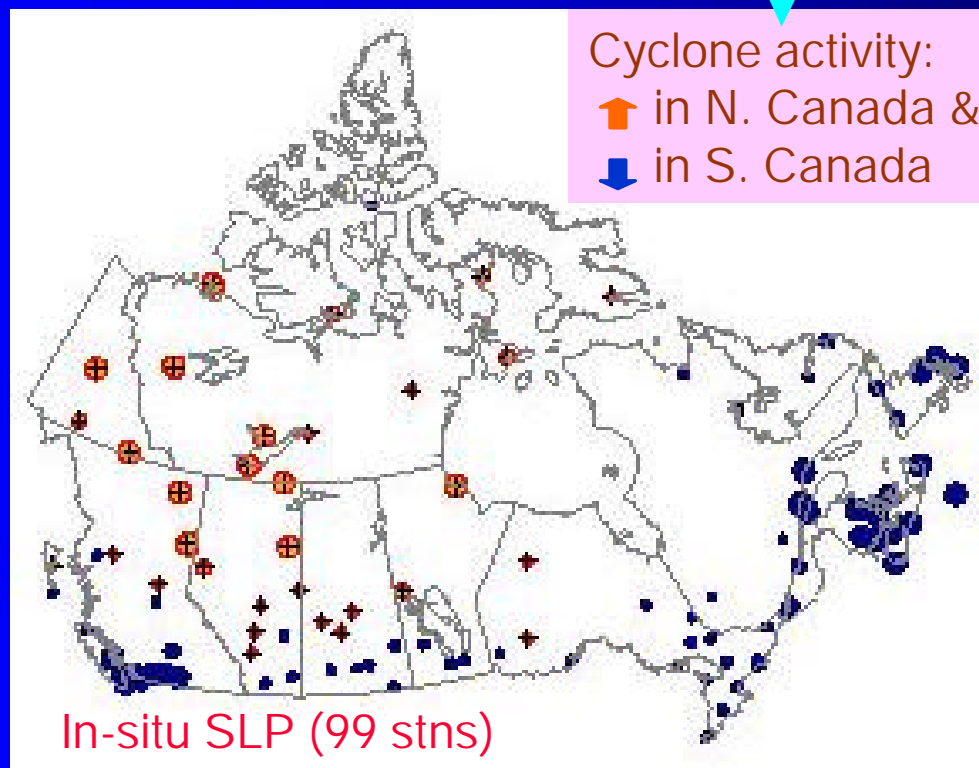 Cyclone activity:
in N. Canada &
in S. Canada
In-situ SLP (99 stns)